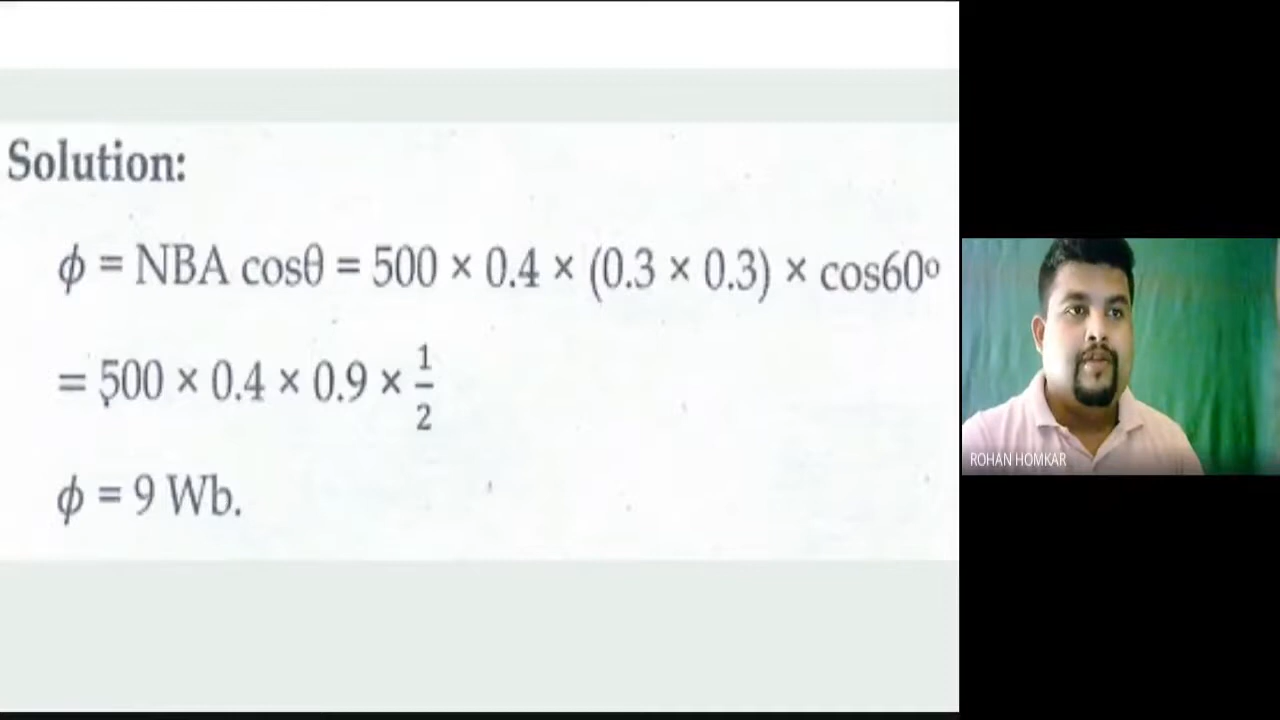 Solution:
ϕ = NBA cosθ = 500 × 0.4 × (0.3 × 0.3) × cos60º
= 500 × 0.4 × 0.9 × 1/2
ϕ = 9 Wb.
ROHAN HOMKAR